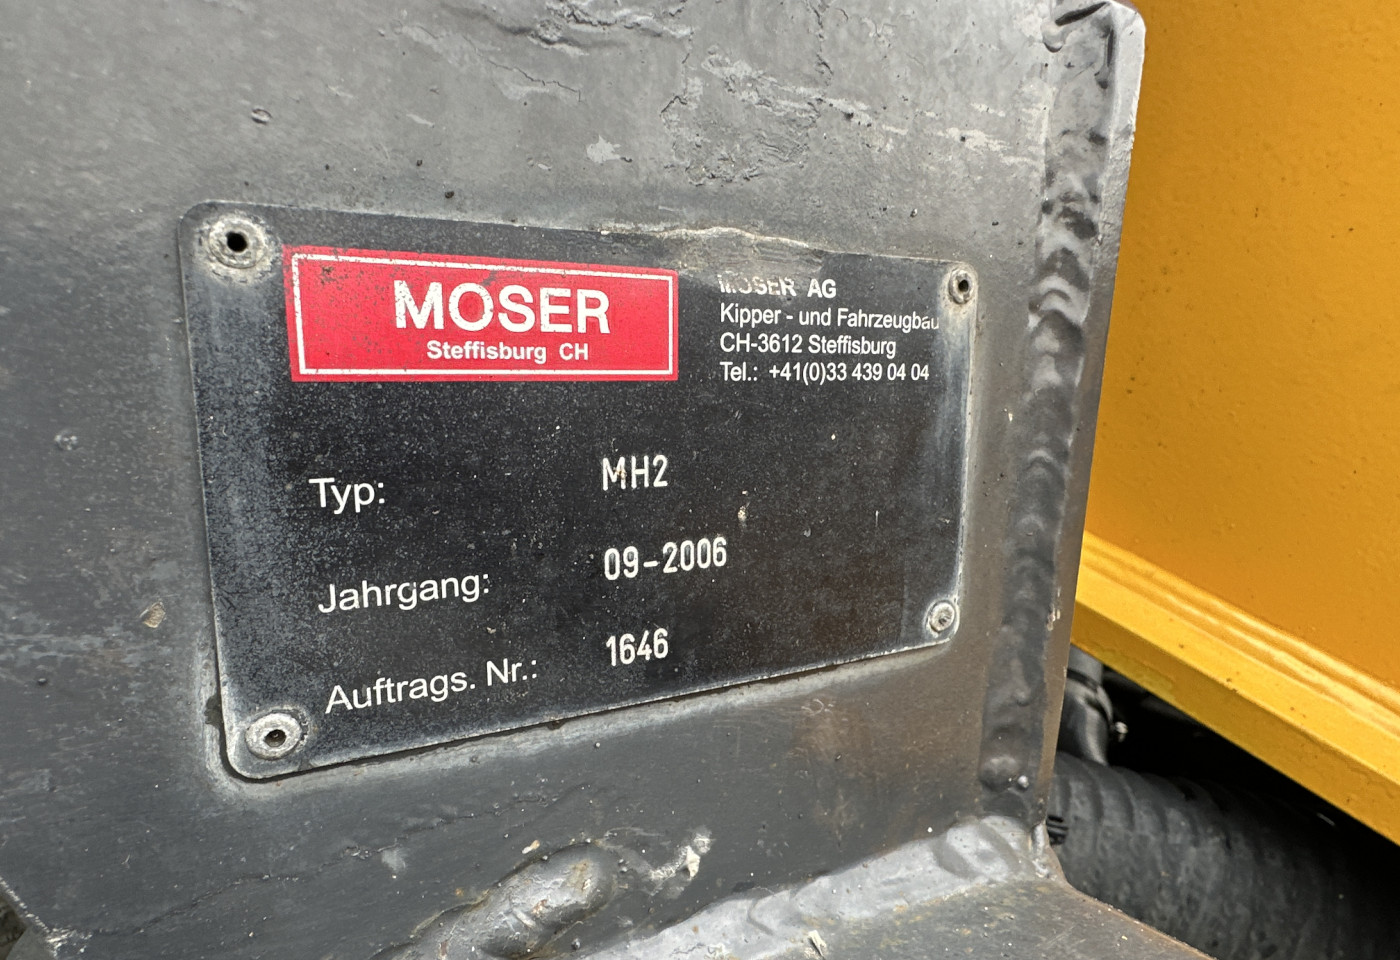 MOSER
Steffisburg CH
MOSER AG
Kipper - und Fahrzeugbau
CH-3612 Steffisburg
Tel.: +41(0)33 439 04 04
Typ: MH2
Jahrgang: 09-2006
Auftrags. Nr.: 1646